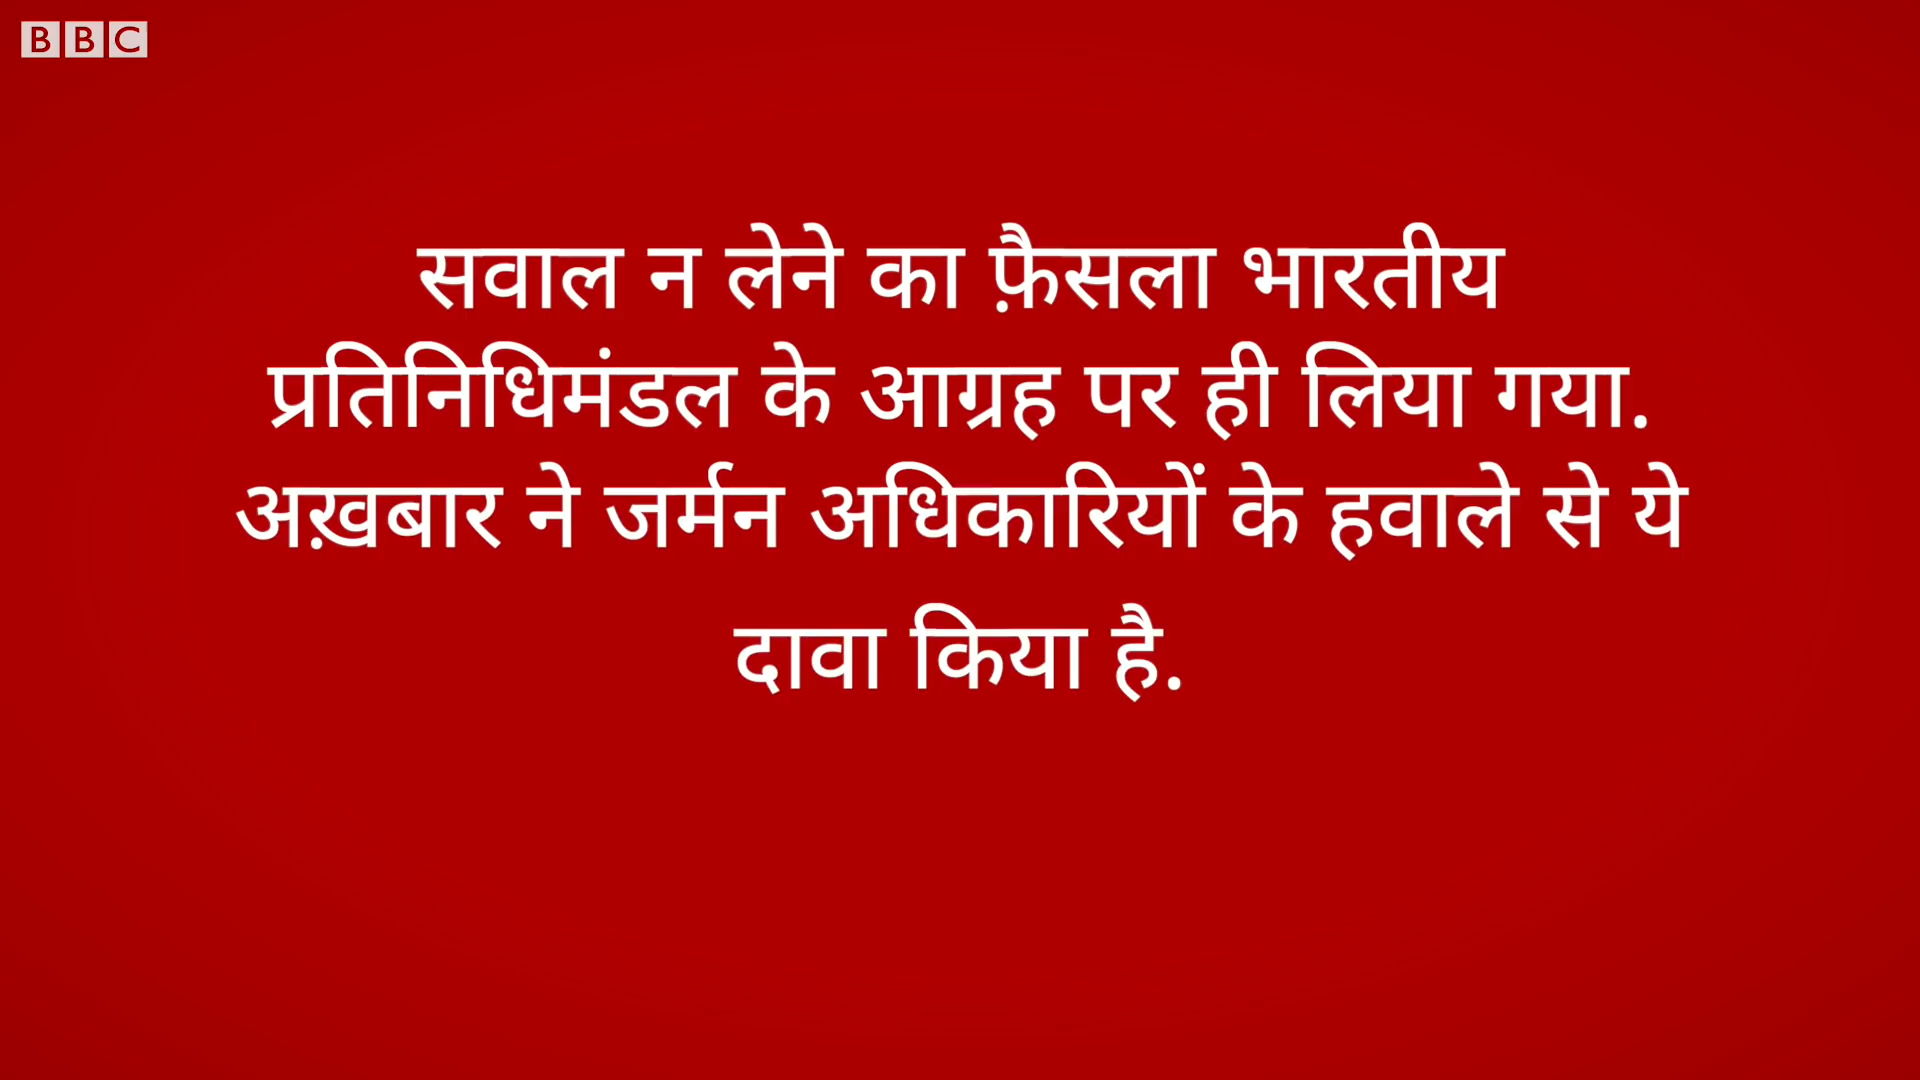 BBC
सवाल न लेने का फ़ैसला भारतीय
प्रतिनिधिमंडल के आग्रह पर ही लिया गया.
अख़बार ने जर्मन अधिकारियों के हवाले से ये
दावा किया है.